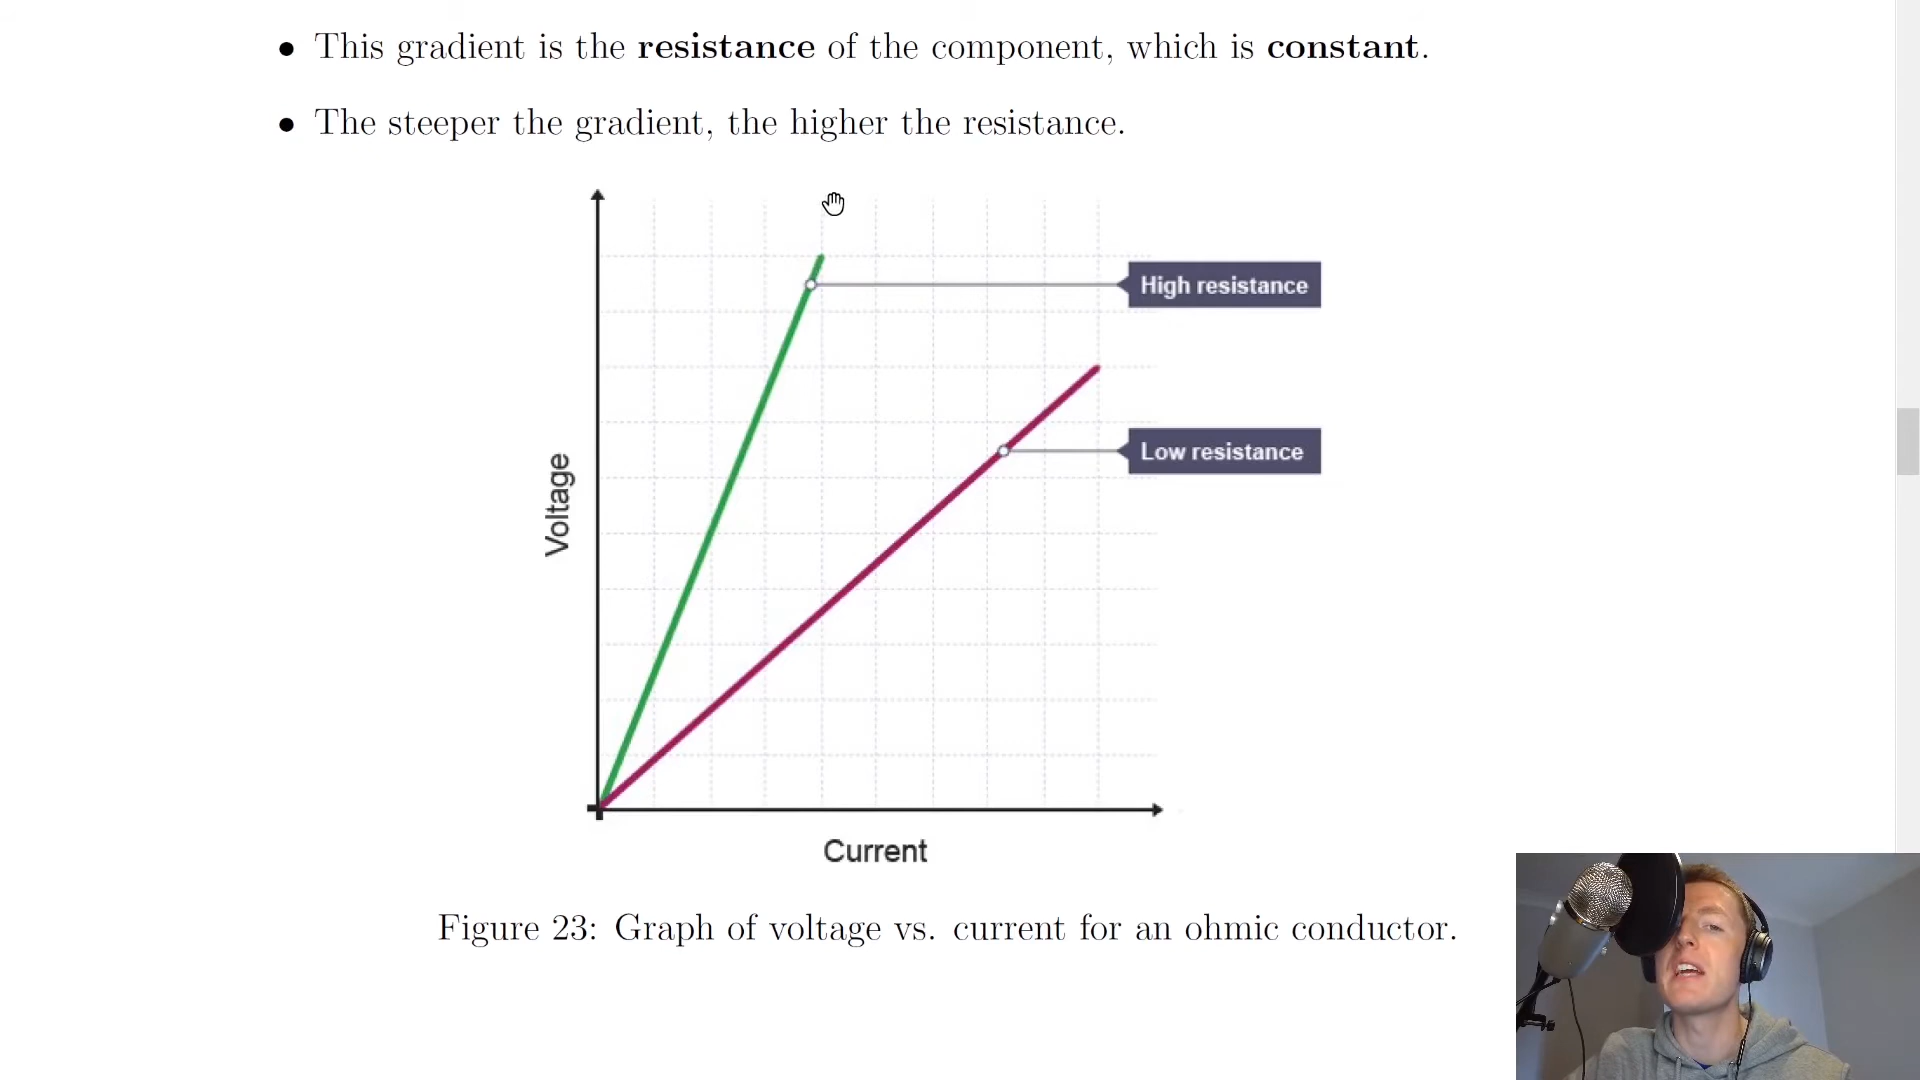 • This gradient is the resistance of the component, which is constant.
• The steeper the gradient, the higher the resistance.
High resistance
Low resistance
Voltage
Current
Figure 23: Graph of voltage vs. current for an ohmic conductor.